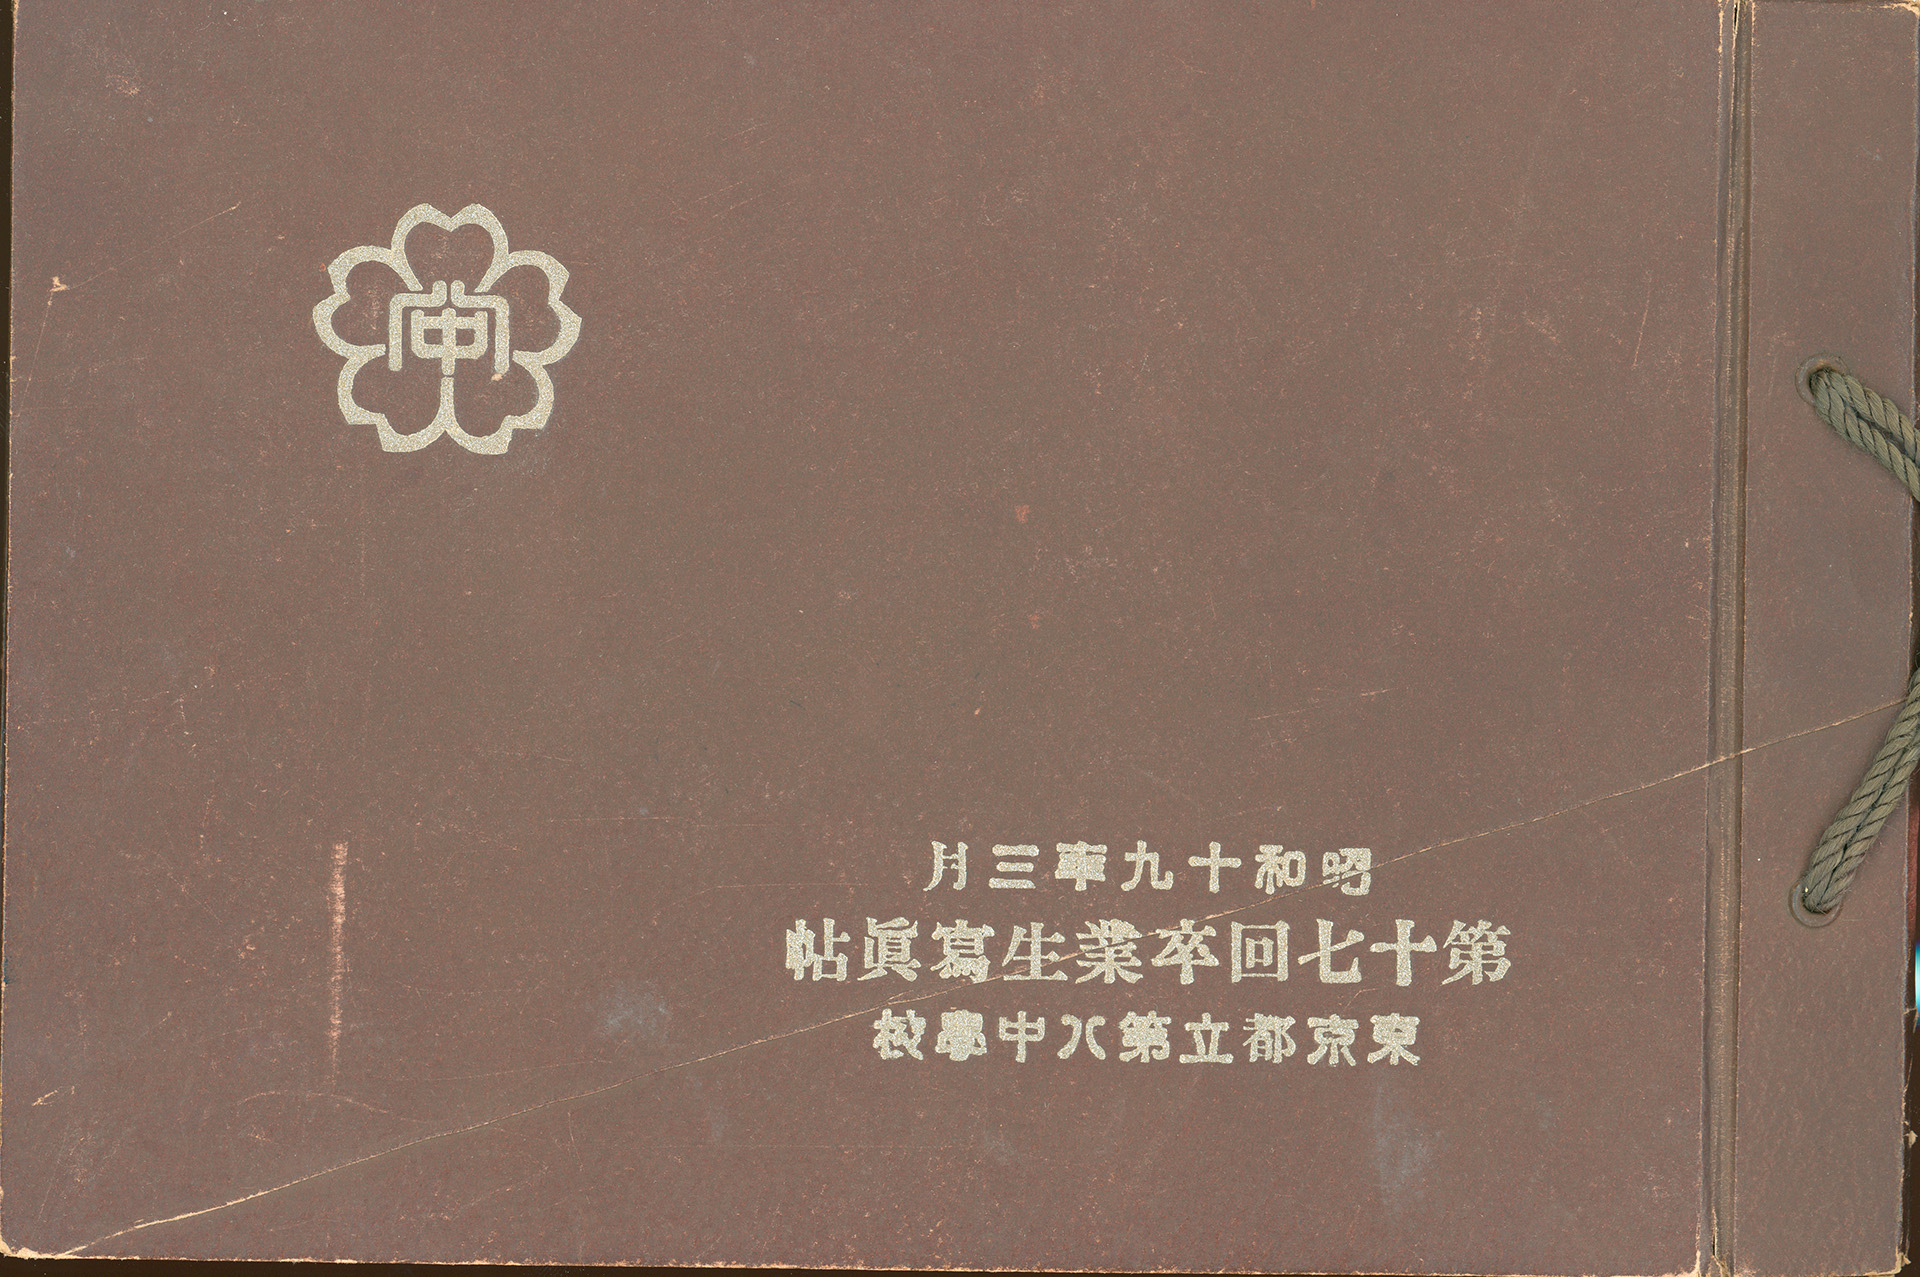 昭和十九年三月
第十七回卒業生寫眞帖
東京都立第八中學校
中